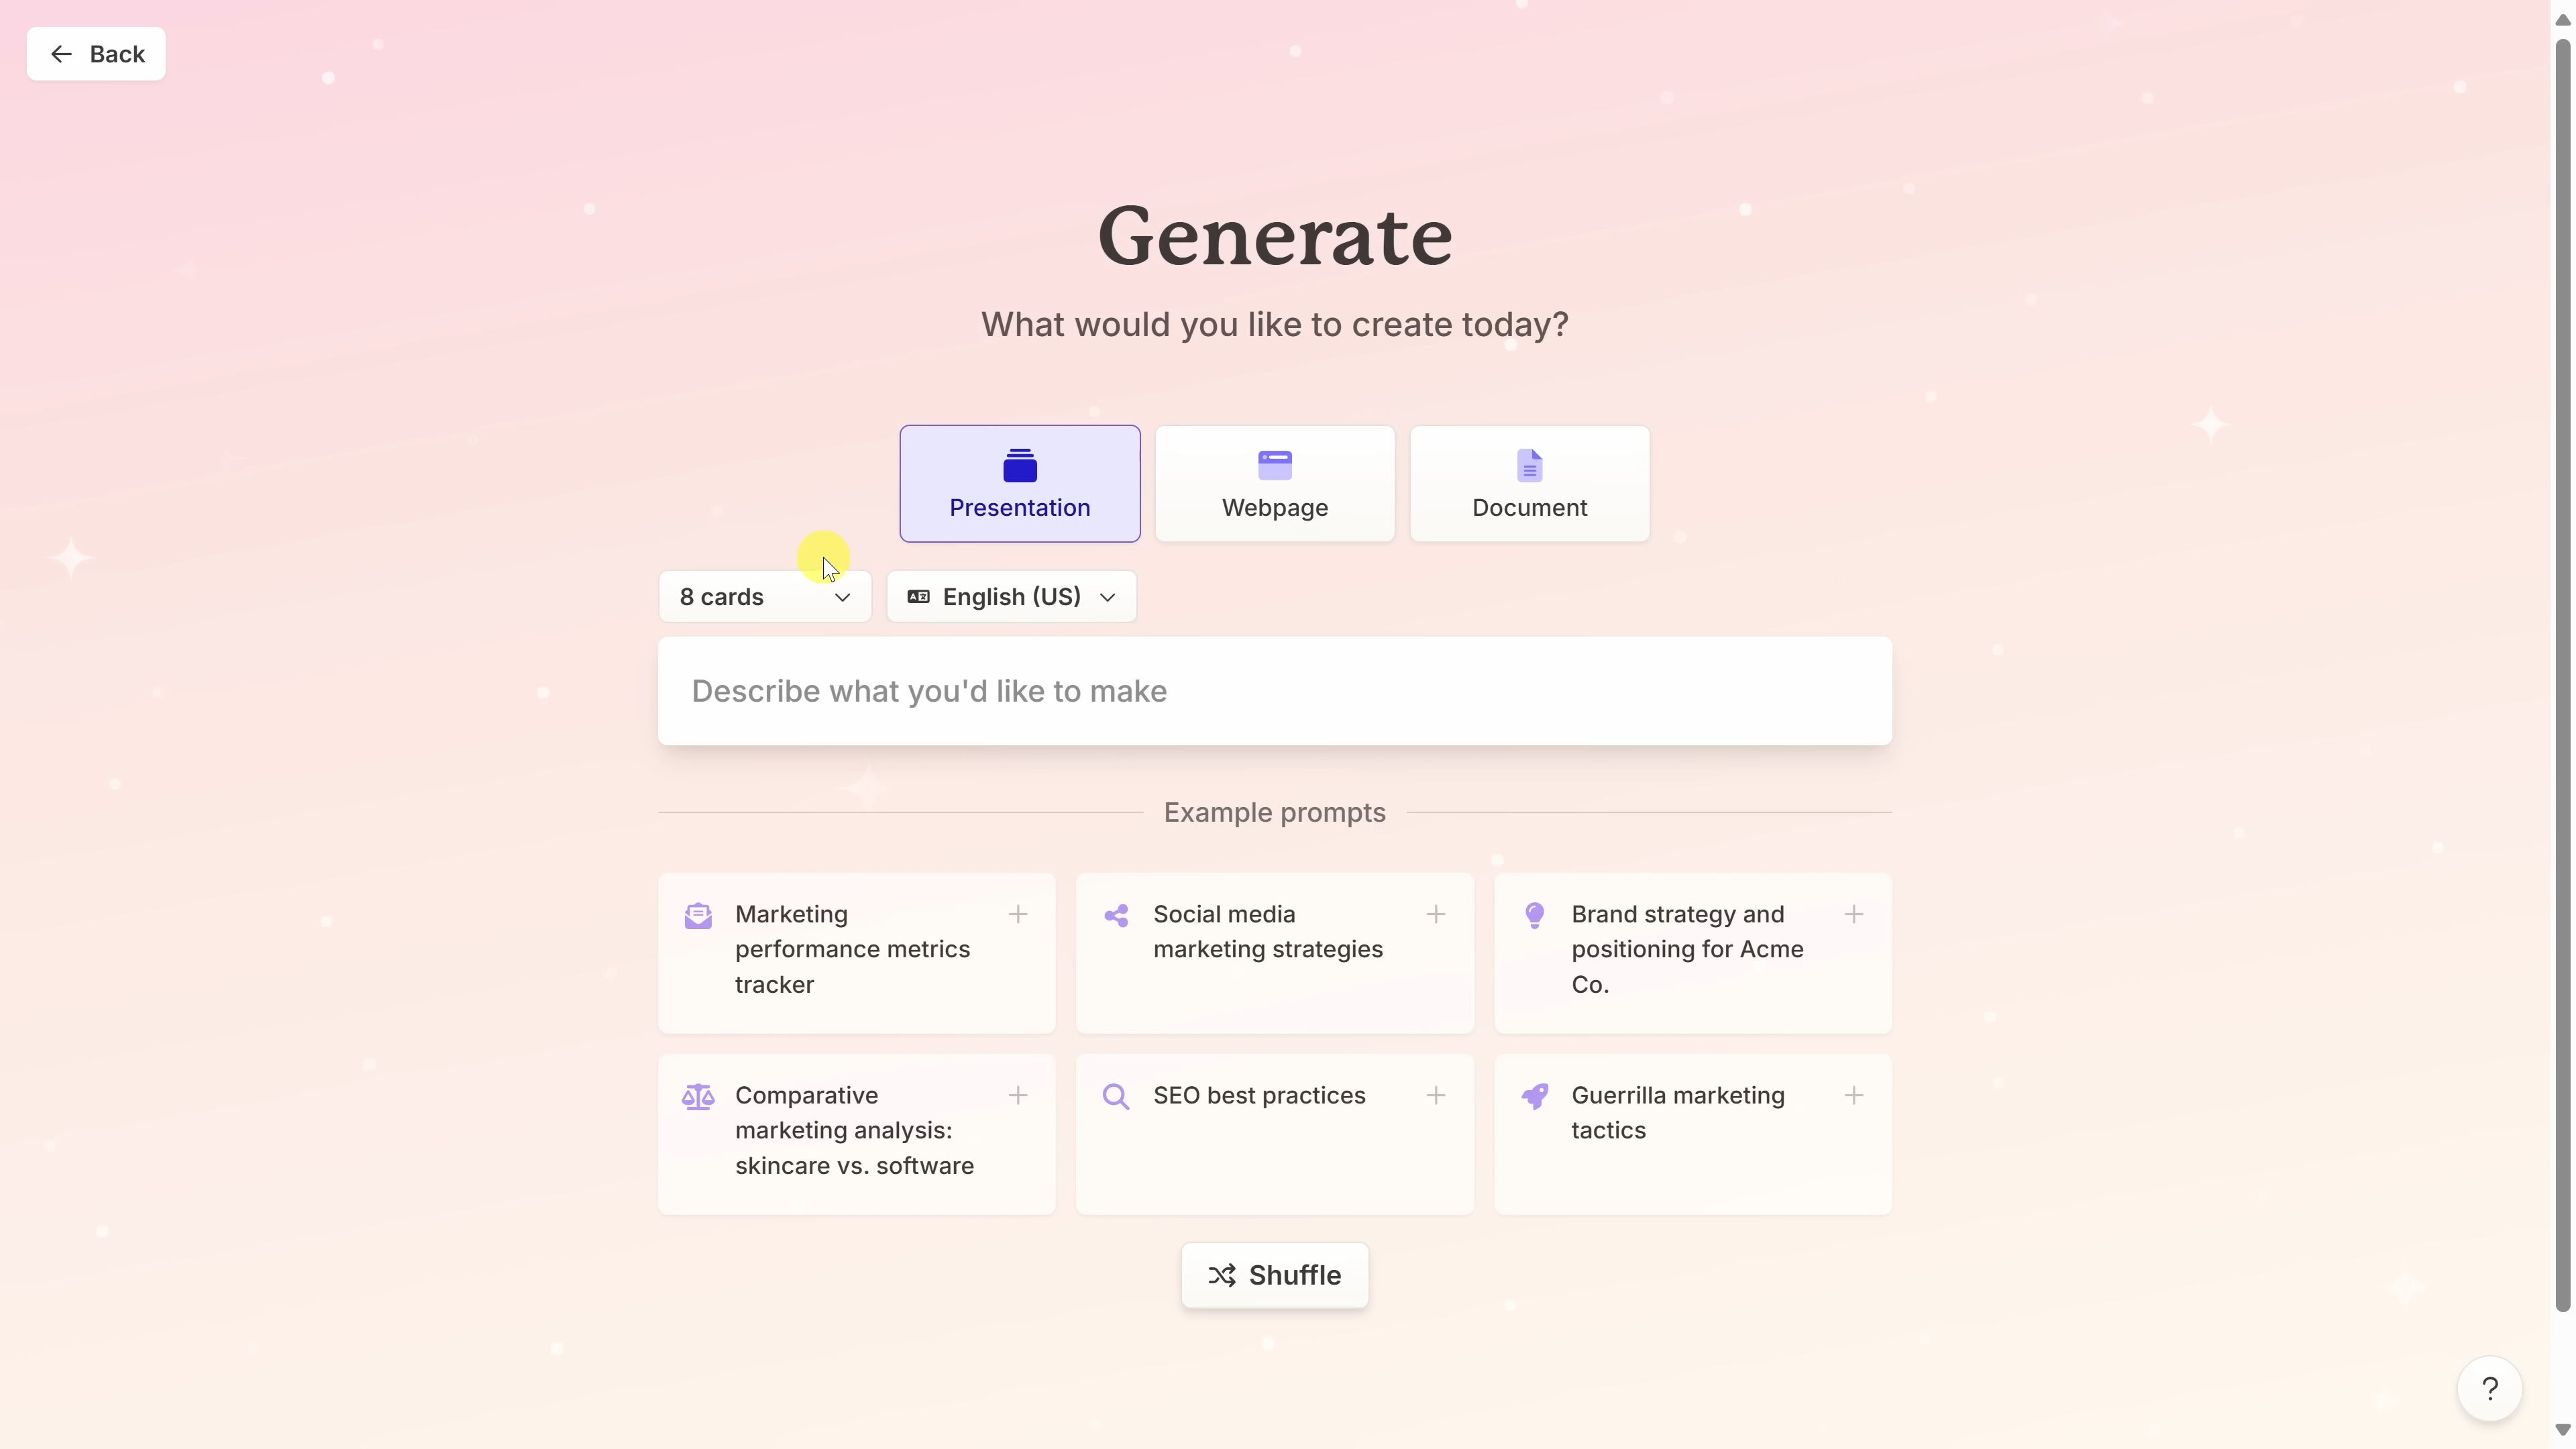 Back
Generate
What would you like to create today?
Presentation
Webpage
Document
8 cards
English (US)
Describe what you'd like to make
Example prompts
Marketing
performance metrics
tracker
Social media
marketing strategies
Brand strategy and
positioning for Acme
Co.
Comparative
marketing analysis:
skincare vs. software
SEO best practices
Guerrilla marketing
tactics
Shuffle
?